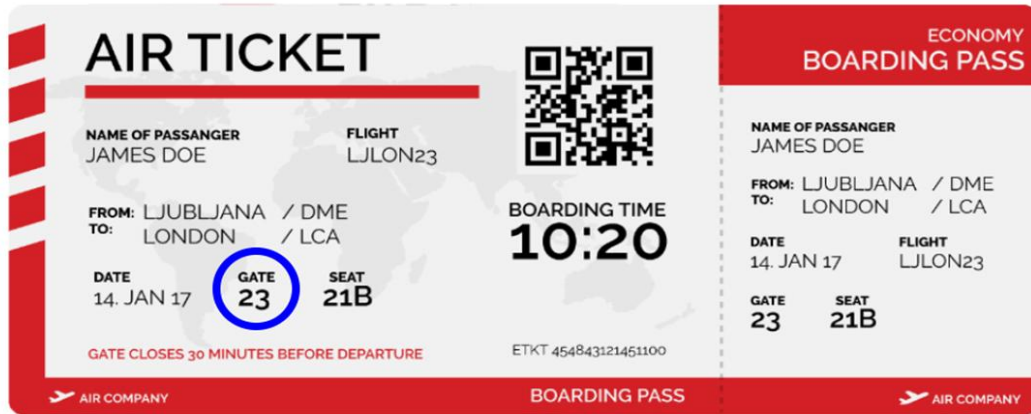 AIR TICKET
NAME OF PASSANGER FLIGHT
JAMES DOE LJLON23
FROM: LJUBLJANA / DME
TO: LONDON / LCA
DATE GATE SEAT
14. JAN 17 23 21B
GATE CLOSES 30 MINUTES BEFORE DEPARTURE
AIR COMPANY
BOARDING TIME
10:20
ETKT 454843121451100
BOARDING PASS
ECONOMY
BOARDING PASS
NAME OF PASSANGER
JAMES DOE
FROM: LJUBLJANA / DME
TO: LONDON / LCA
DATE FLIGHT
14. JAN 17 LJLON23
GATE SEAT
23 21B
AIR COMPANY